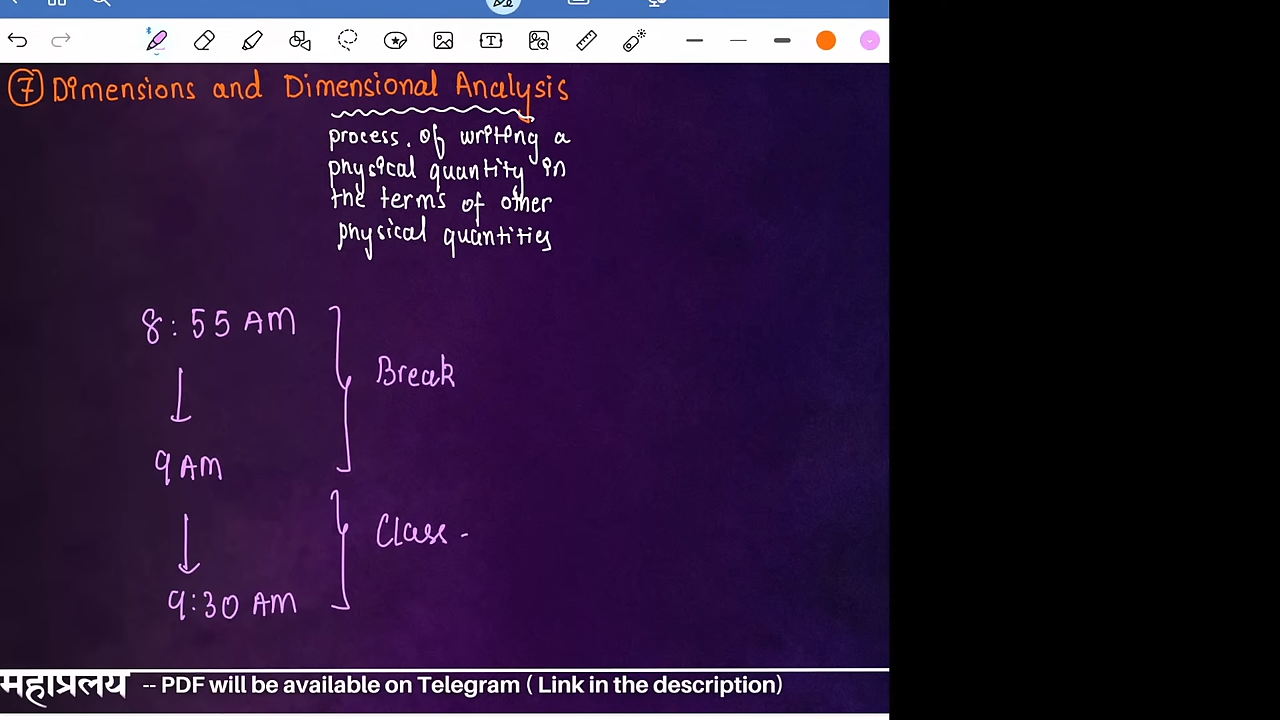 7 Dimensions and Dimensional Analysis
process. of writing a
physical quantity in
the terms of other
physical quantities
8:55 AM
Break
9 AM
Class -
9:30 AM
महाप्रलय -- PDF will be available on Telegram ( Link in the description)